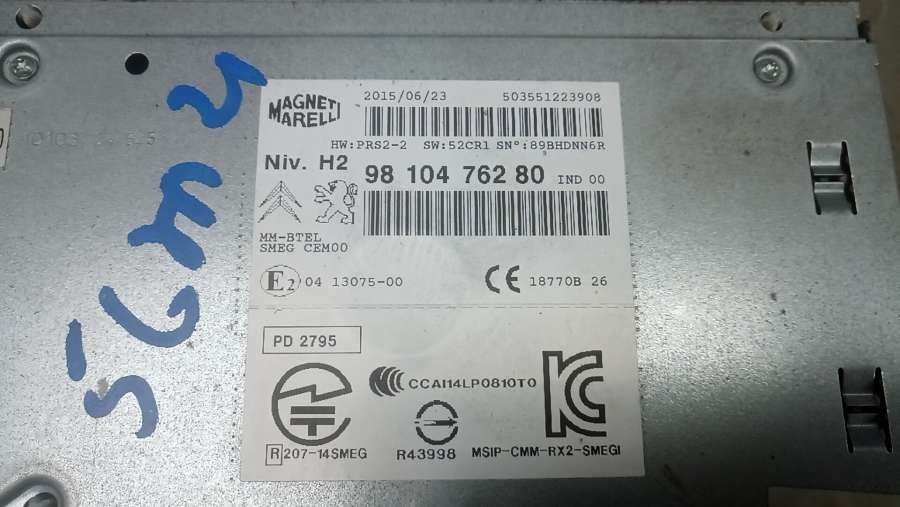 MAGNETI
MARELLI
2015/06/23 503551223908
HW:PRS2-2 SW:52CR1 SN°:89BHDNN6R
Niv. H2
98 104 762 80 IND 00
MM-BTEL
SMEG CEM00
E2 04 13075-00
CE 18770B 26
PD 2795
CCAI14LP0810T0
R 207-14SMEG
R43998
MSIP-CMM-RX2-SMEGI